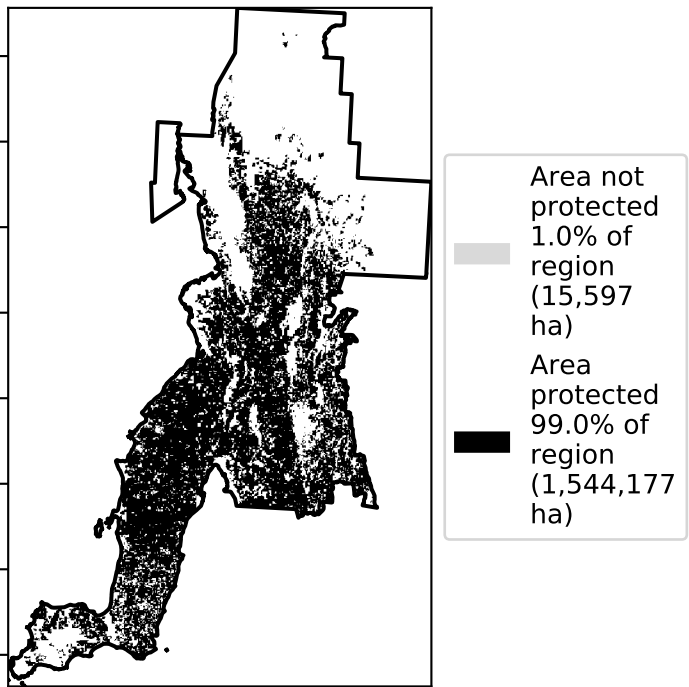 Area not
protected
1.0% of
region
(15,597
ha)
Area
protected
99.0% of
region
(1,544,177
ha)